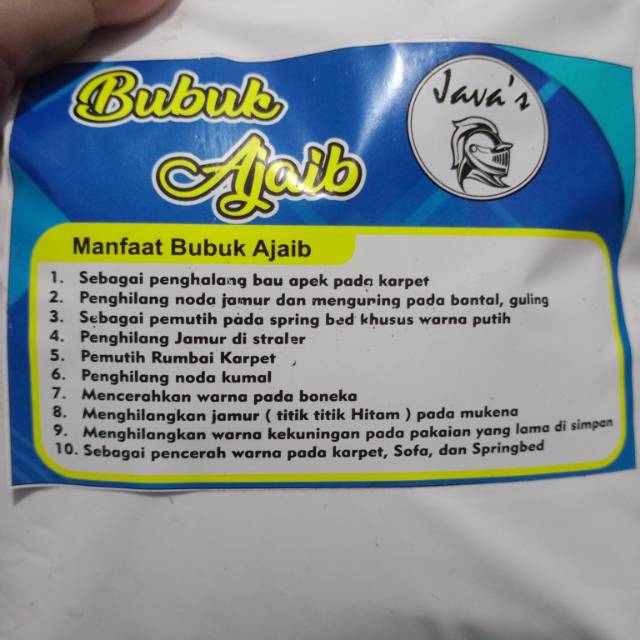 Bubuk
Ajaib
Java's
Manfaat Bubuk Ajaib
1. Sebagai penghalang bau apek pada karpet
2. Penghilang noda jamur dan menguning pada bantal, guling
3. Sebagai pemutih pada spring bed khusus warna putih
4. Penghilang Jamur di straler
5. Pemutih Rumbai Karpet
6. Penghilang noda kumal
7. Mencerahkan warna pada boneka
8. Menghilangkan jamur ( titik titik Hitam ) pada mukena
9. Menghilangkan warna kekuningan pada pakaian yang lama di simpan
10. Sebagai pencerah warna pada karpet, Sofa, dan Springbed